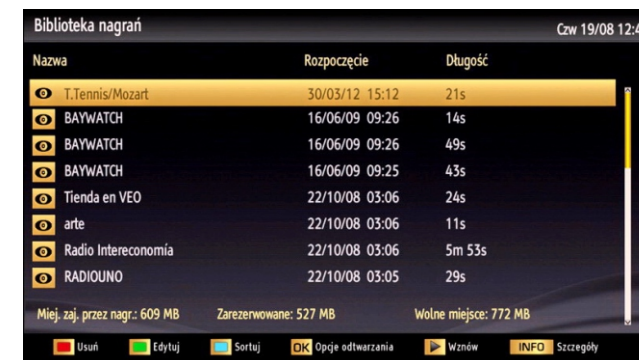 Biblioteka nagrań Czw 19/08 12:4
Nazwa Rozpoczęcie Długość
T.Tennis/Mozart 30/03/12 15:12 21s
BAYWATCH 16/06/09 09:26 14s
BAYWATCH 16/06/09 09:26 49s
BAYWATCH 16/06/09 09:25 43s
Tienda en VEO 22/10/08 03:06 24s
arte 22/10/08 03:06 11s
Radio Intereconomía 22/10/08 03:06 5m 53s
RADIOUNO 22/10/08 03:05 29s
Miej. zaj. przez nagr.: 609 MB Zarezerwowane: 527 MB Wolne miejsce: 772 MB
Usuń Edytuj Sortuj OK Opcje odtwarzania Wznów INFO Szczegóły